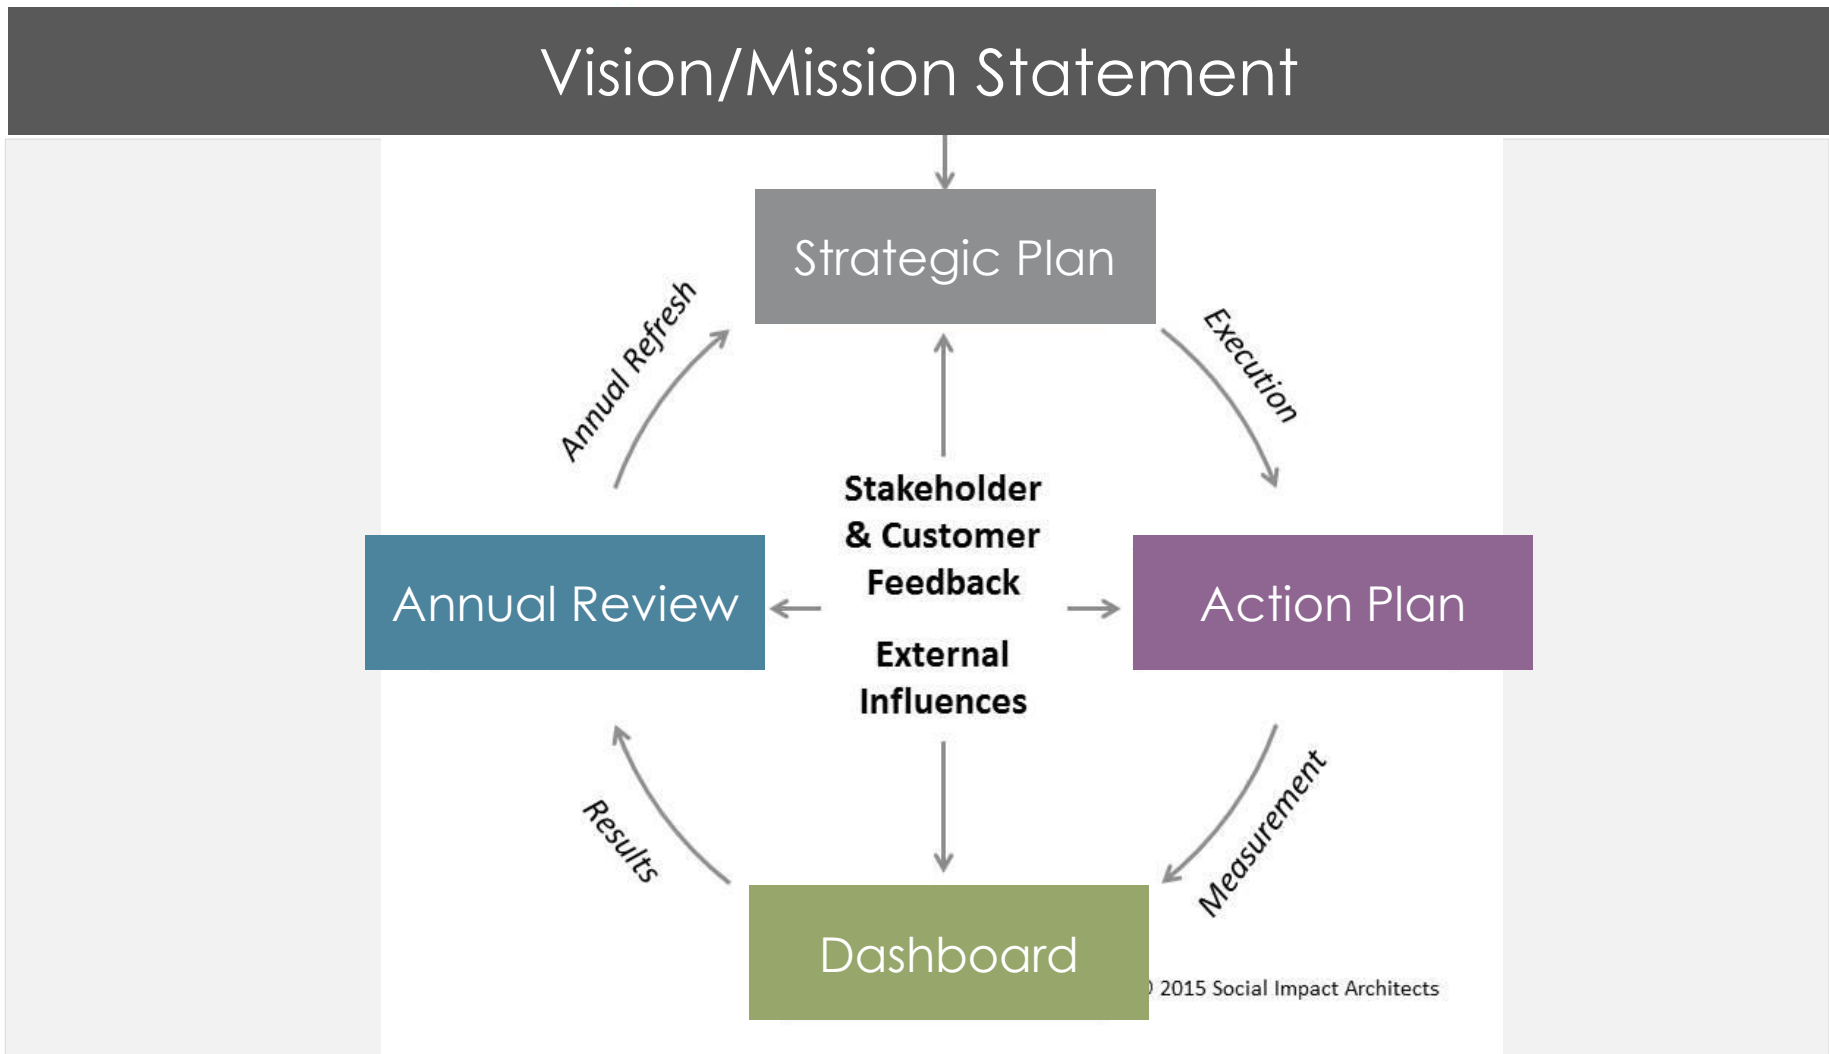 Vision/Mission Statement
Strategic Plan
Annual Refresh
Execution
Stakeholder
& Customer
Feedback
Annual Review
Action Plan
External
Influences
Results
Measurement
Dashboard
2015 Social Impact Architects